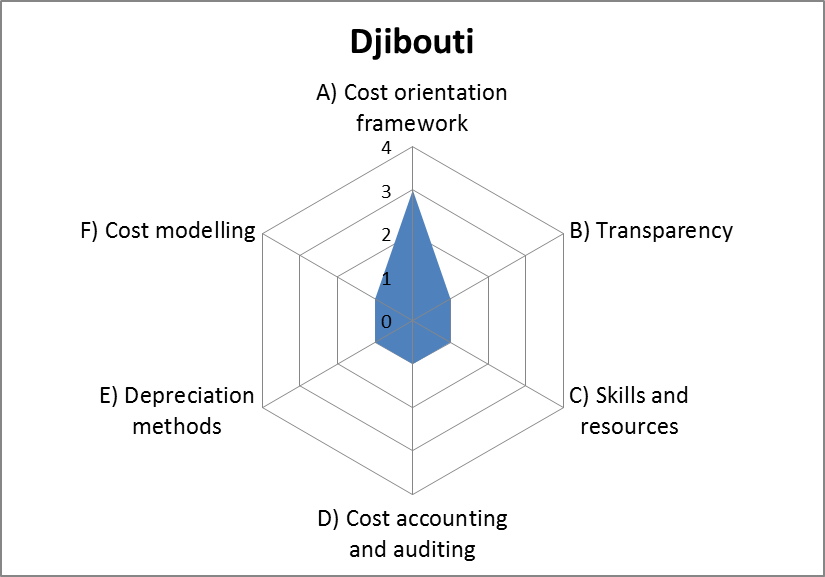 Djibouti
A) Cost orientation
framework
4
3
2
1
0
F) Cost modelling
B) Transparency
E) Depreciation
methods
C) Skills and
resources
D) Cost accounting
and auditing